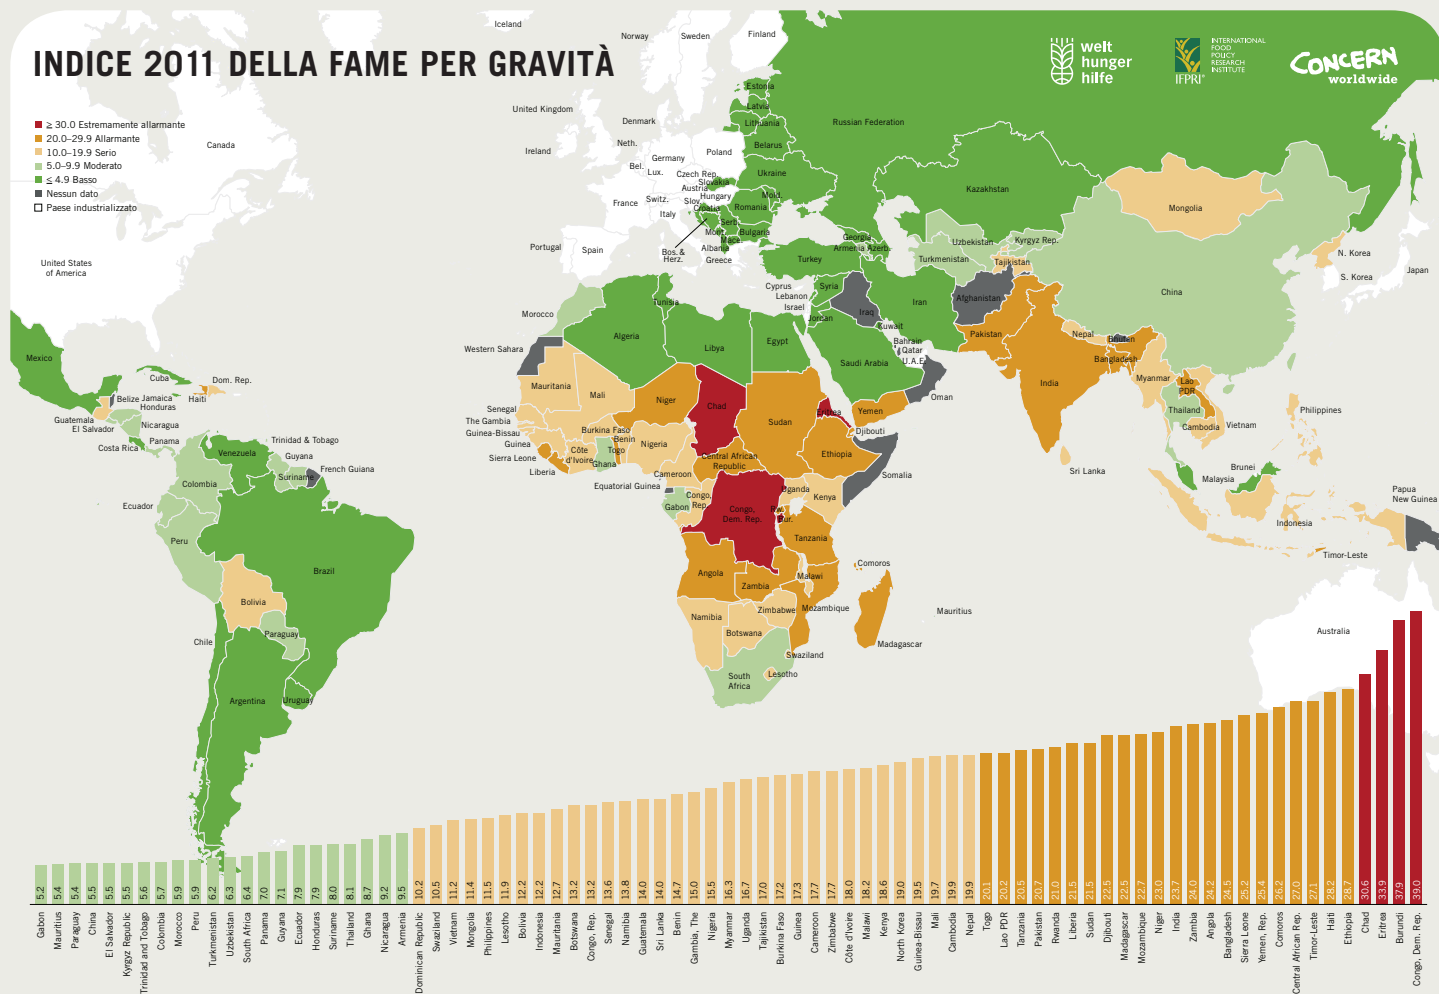 INDICE 2011 DELLA FAME PER GRAVITÀ
welt
hunger
hilfe
IFPRI®
INTERNATIONAL
FOOD
POLICY
RESEARCH
INSTITUTE
CONCERN
worldwide
≥ 30.0 Estremamente allarmante
20.0–29.9 Allarmante
10.0–19.9 Serio
5.0–9.9 Moderato
≤ 4.9 Basso
Nessun dato
Paese industrializzato
Iceland
Norway
Sweden
Finland
Estonia
Latvia
Lithuania
Belarus
Russian Federation
United Kingdom
Denmark
Ireland
Neth.
Bel.
Lux.
Germany
Poland
Czech Rep.
Slovakia
Austria
Hungary
Ukraine
Mold.
France
Switz.
Slov.
Croatia
Romania
Italy
Serb.
Bulgaria
Mont.
Mace.
Albania
Bos. &
Herz.
Greece
Portugal
Spain
Canada
United States
of America
Kazakhstan
Mongolia
Georgia
Armenia
Azerb.
Uzbekistan
Kyrgyz Rep.
Turkmenistan
Tajikistan
Turkey
N. Korea
S. Korea
Japan
China
Cyprus
Lebanon
Israel
Syria
Iraq
Iran
Afghanistan
Jordan
Kuwait
Bahrain
Qatar
U.A.E.
Saudi Arabia
Oman
Yemen
Pakistan
Nepal
Bhutan
Bangladesh
India
Myanmar
Lao
PDR
Thailand
Cambodia
Vietnam
Philippines
Sri Lanka
Brunei
Malaysia
Indonesia
Papua
New Guinea
Timor-Leste
Australia
Mexico
Cuba
Dom. Rep.
Haiti
Belize
Jamaica
Honduras
Guatemala
El Salvador
Nicaragua
Costa Rica
Panama
Trinidad & Tobago
Venezuela
Guyana
French Guiana
Suriname
Colombia
Ecuador
Peru
Brazil
Bolivia
Paraguay
Chile
Argentina
Uruguay
Morocco
Tunisia
Western Sahara
Algeria
Libya
Egypt
Mauritania
Mali
Niger
Chad
Sudan
Eritrea
Senegal
The Gambia
Guinea-Bissau
Guinea
Sierra Leone
Liberia
Burkina Faso
Côte
d'Ivoire
Ghana
Togo
Benin
Nigeria
Djibouti
Ethiopia
Somalia
Central African
Republic
Cameroon
Equatorial Guinea
Gabon
Congo,
Rep.
Congo,
Dem. Rep.
Uganda
Kenya
Rw.
Bur.
Tanzania
Angola
Zambia
Malawi
Comoros
Mozambique
Zimbabwe
Namibia
Botswana
Madagascar
Mauritius
Swaziland
Lesotho
South
Africa
5.2
5.4
5.4
5.5
5.5
5.5
5.6
5.7
5.9
5.9
6.2
6.3
6.4
7.0
7.1
7.9
7.9
8.0
8.1
8.7
9.2
9.5
10.2
10.5
11.2
11.4
11.5
11.9
12.2
12.2
12.7
13.2
13.2
13.6
13.8
14.0
14.0
14.7
15.0
15.5
16.3
16.7
17.0
17.2
17.3
17.7
17.7
18.0
18.2
18.6
19.0
19.5
19.7
19.9
19.9
20.1
20.2
20.5
20.7
21.0
21.5
21.5
22.5
22.5
22.7
23.0
23.7
24.0
24.2
24.5
25.2
25.4
26.2
27.0
27.1
28.2
28.7
30.6
33.9
37.9
39.0
Gabon
Mauritius
Paraguay
China
El Salvador
Kyrgyz Republic
Trinidad and Tobago
Colombia
Morocco
Peru
Turkmenistan
Uzbekistan
South Africa
Panama
Guyana
Ecuador
Honduras
Suriname
Thailand
Ghana
Nicaragua
Armenia
Dominican Republic
Swaziland
Vietnam
Mongolia
Philippines
Lesotho
Bolivia
Indonesia
Mauritania
Botswana
Congo, Rep.
Senegal
Namibia
Guatemala
Sri Lanka
Benin
Gambia, The
Nigeria
Myanmar
Uganda
Tajikistan
Burkina Faso
Guinea
Cameroon
Zimbabwe
Côte d'Ivoire
Malawi
Kenya
North Korea
Guinea-Bissau
Mali
Cambodia
Nepal
Togo
Lao PDR
Tanzania
Pakistan
Rwanda
Liberia
Sudan
Djibouti
Madagascar
Mozambique
Niger
India
Zambia
Angola
Bangladesh
Sierra Leone
Yemen, Rep.
Comoros
Central African Rep.
Timor-Leste
Haiti
Ethiopia
Chad
Eritrea
Burundi
Congo, Dem. Rep.